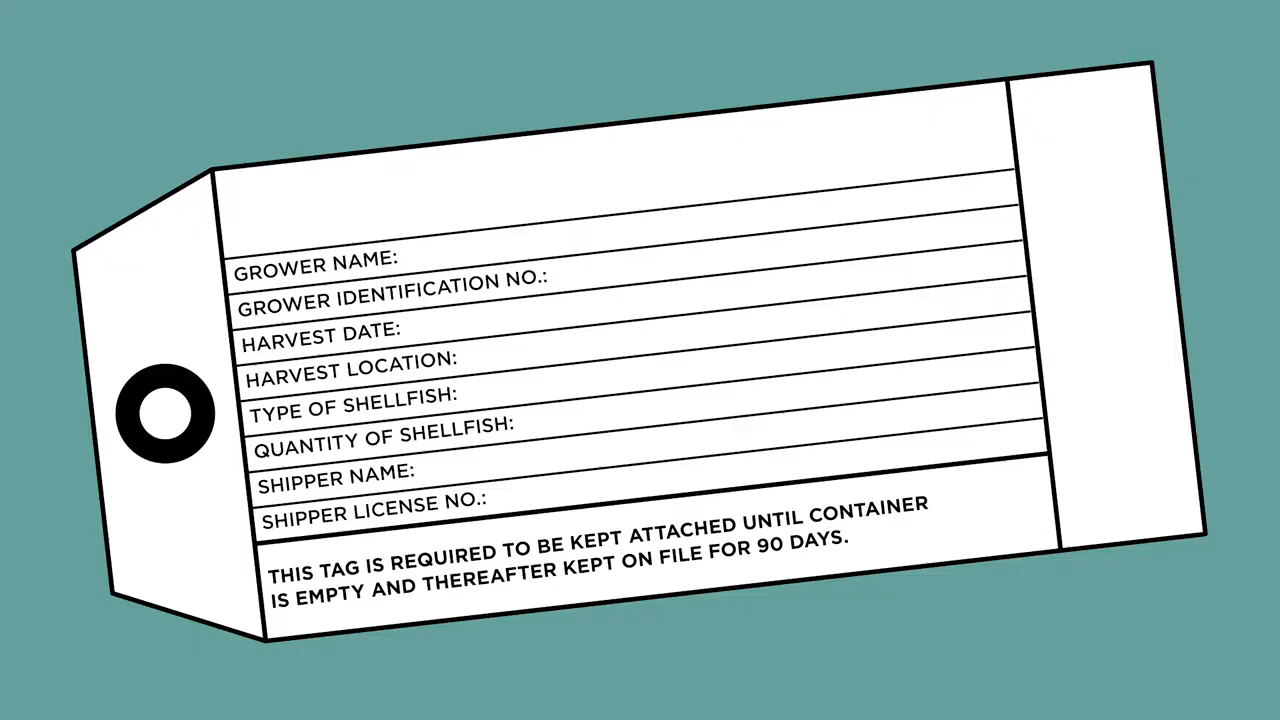 GROWER NAME:
GROWER IDENTIFICATION NO.:
HARVEST DATE:
HARVEST LOCATION:
TYPE OF SHELLFISH:
QUANTITY OF SHELLFISH:
SHIPPER NAME:
SHIPPER LICENSE NO.:
THIS TAG IS REQUIRED TO BE KEPT ATTACHED UNTIL CONTAINER
IS EMPTY AND THEREAFTER KEPT ON FILE FOR 90 DAYS.